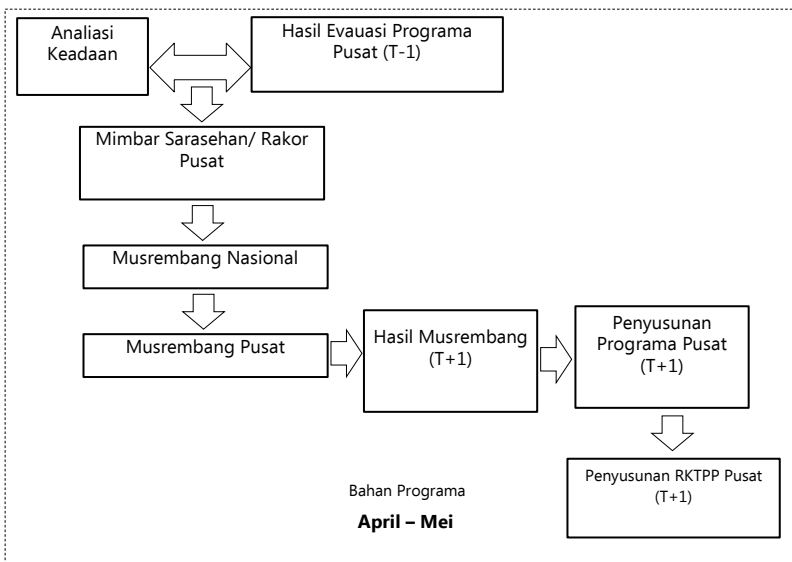 Analiasi
Keadaan
Hasil Evauasi Programa
Pusat (T-1)
Mimbar Sarasehan/ Rakor
Pusat
Musrembang Nasional
Musrembang Pusat
Hasil Musrembang
(T+1)
Penyusunan
Programa Pusat
(T+1)
Penyusunan RKTPP Pusat
(T+1)
Bahan Programa
April – Mei